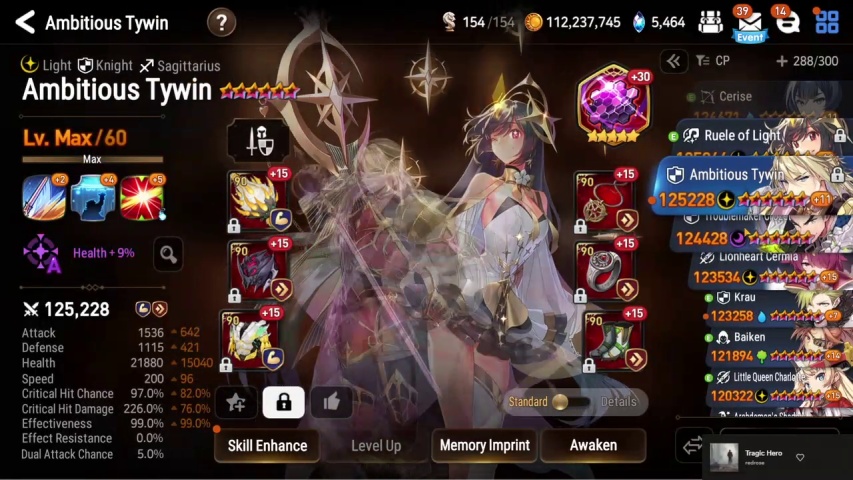 Ambitious Tywin
?
154/154
112,237,745
5,464
39
Event
14
Light Knight Sagittarius
Ambitious Tywin
Lv. Max/60
Max
+2
+4
+5
A
Health + 9%
125,228
Attack 1536 642
Defense 1115 421
Health 21880 15040
Speed 200 96
Critical Hit Chance 97.0% 82.0%
Critical Hit Damage 226.0% 76.0%
Effectiveness 99.0% 99.0%
Effect Resistance 0.0%
Dual Attack Chance 5.0%
90 +15
90 +15
90 +15
+30
90 +15
90 +15
90 +15
Standard Details
Skill Enhance
Level Up
Memory Imprint
Awaken
CP
+ 288/300
Cerise
Ruele of Light
Ambitious Tywin
125228 +11
124428
Lionheart Cermia
123534 +15
Krau
123258 +7
Baiken
121894 +14
Little Queen Charlotte
120322 +15
Tragic Hero
redrose